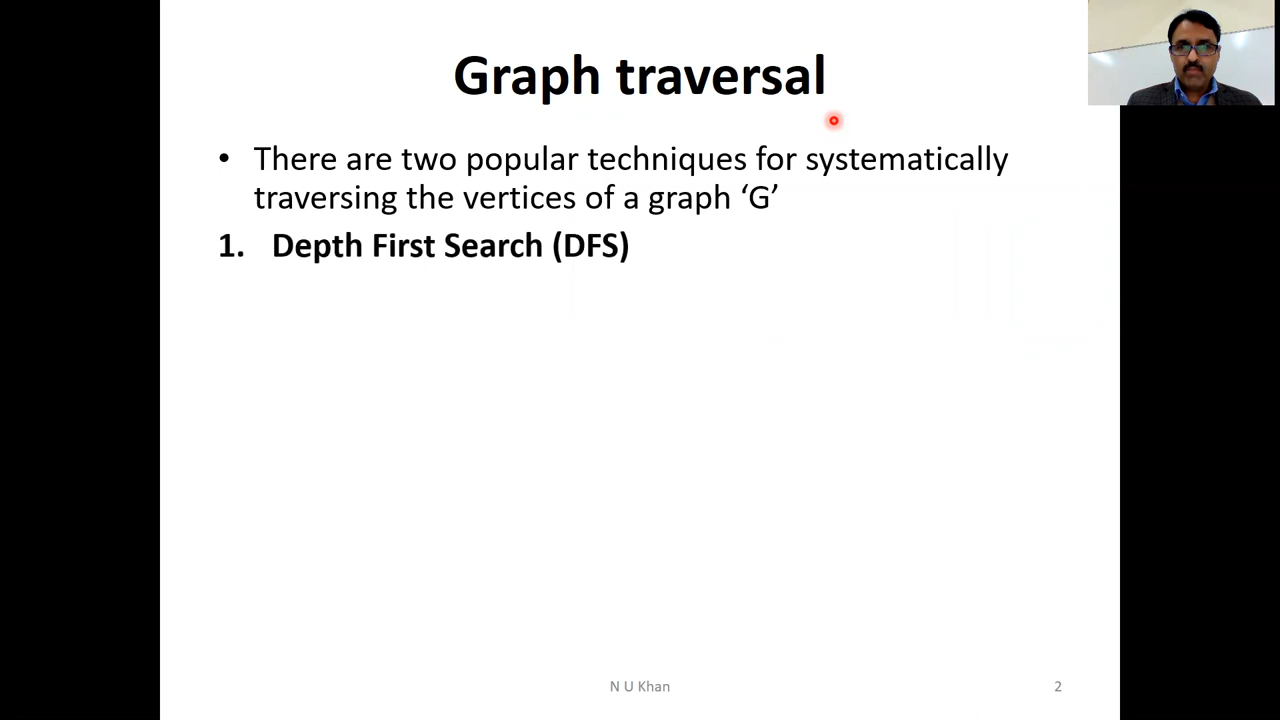 Graph traversal
• There are two popular techniques for systematically
traversing the vertices of a graph ‘G’
1. Depth First Search (DFS)
N U Khan
2